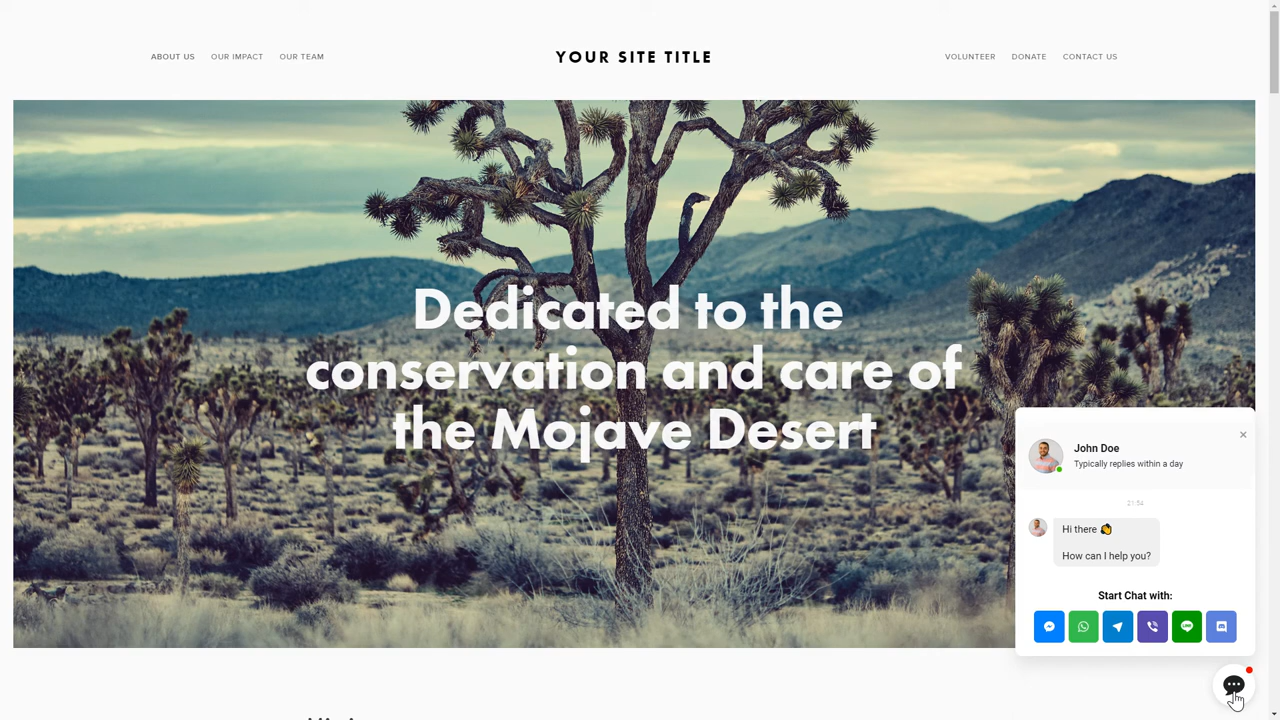 ABOUT US OUR IMPACT OUR TEAM
YOUR SITE TITLE
VOLUNTEER DONATE CONTACT US
Dedicated to the
conservation and care of
the Mojave Desert
John Doe
Typically replies within a day
21:54
Hi there 👋
How can I help you?
Start Chat with:
LINE